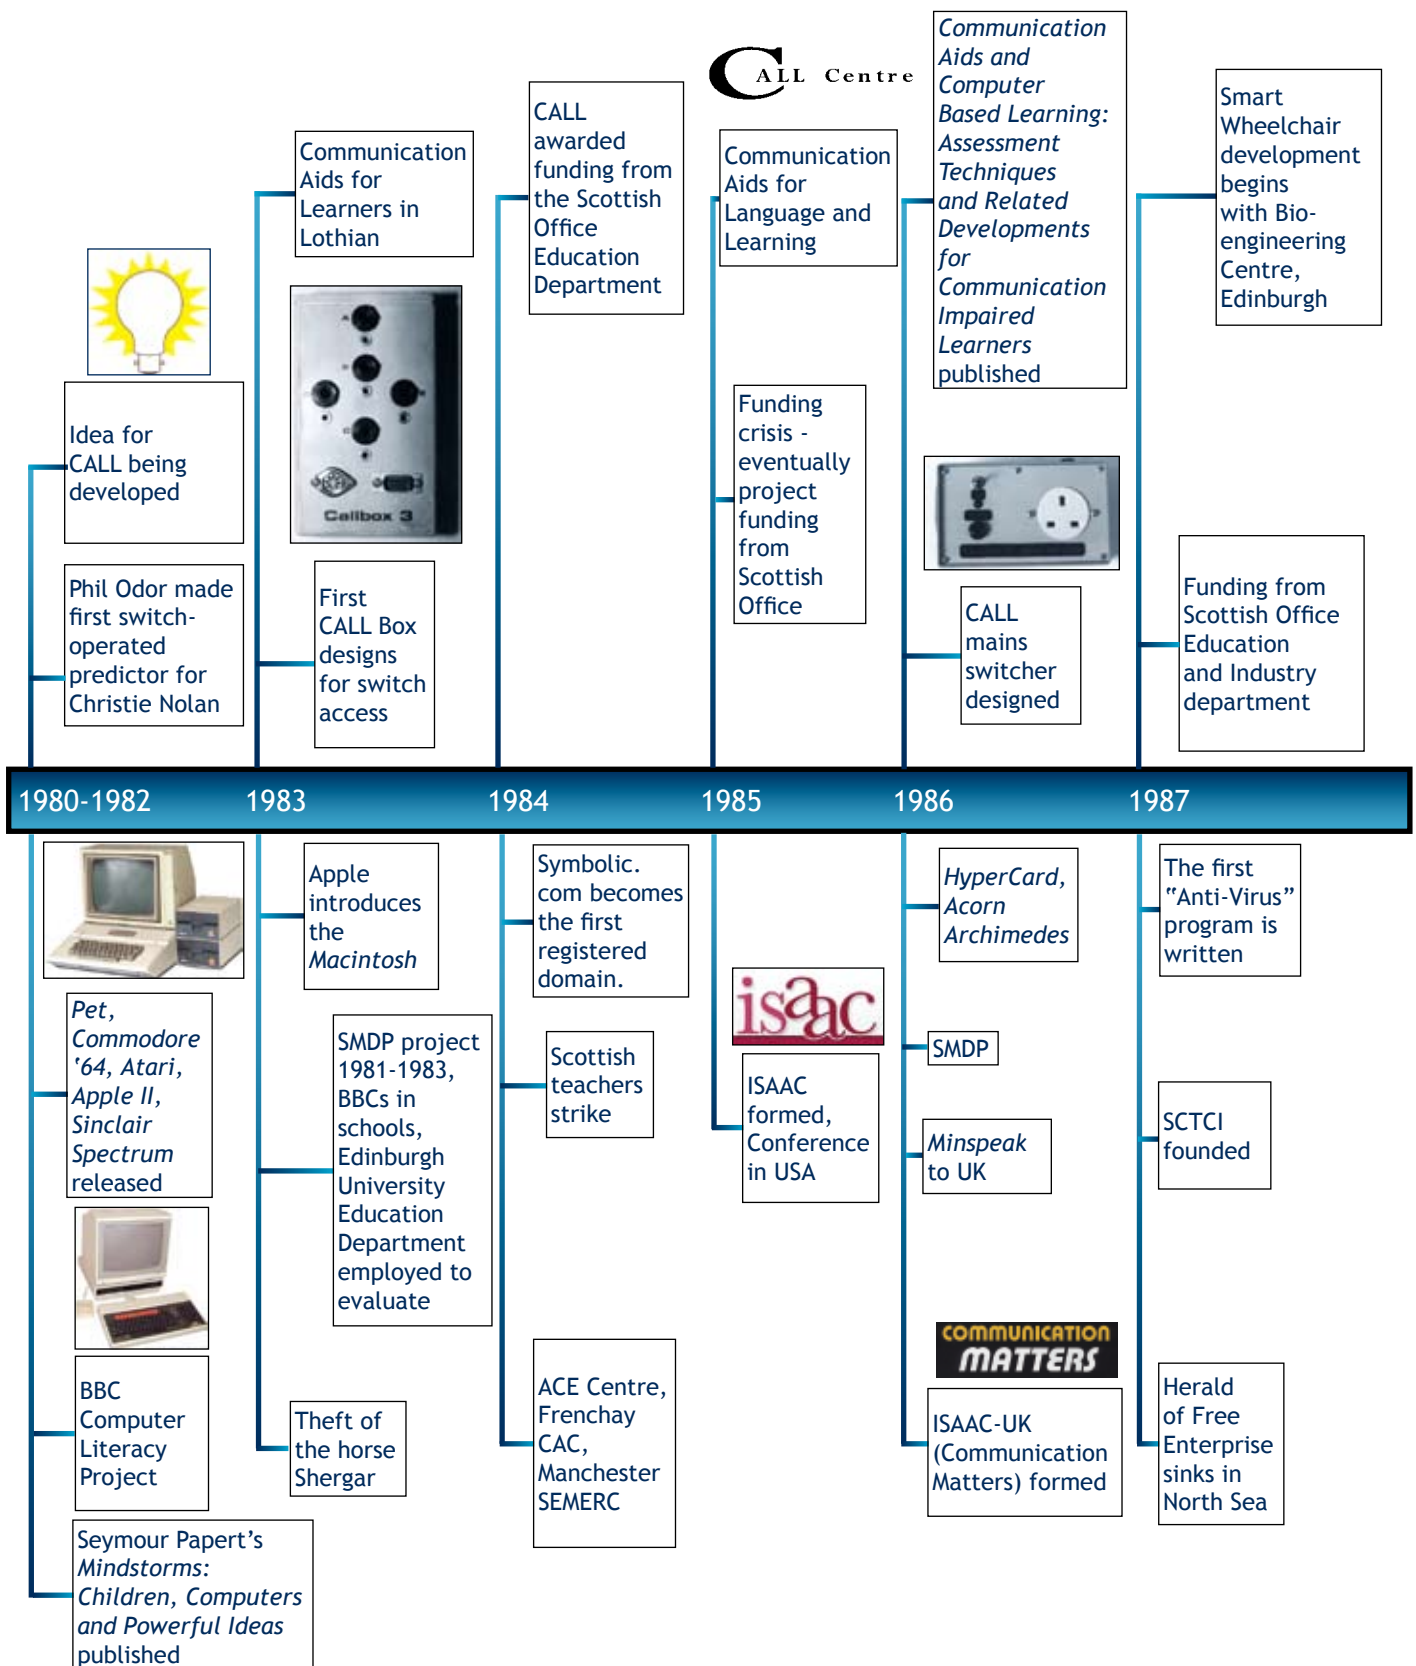 Idea for
CALL being
developed
Phil Odor made
first switch-
operated
predictor for
Christie Nolan
Communication
Aids for
Learners in
Lothian
Callbox 3
First
CALL Box
designs
for switch
access
CALL
awarded
funding from
the Scottish
Office
Education
Department
CALL Centre
Communication
Aids for
Language and
Learning
Funding
crisis -
eventually
project
funding
from
Scottish
Office
Communication
Aids and
Computer
Based Learning:
Assessment
Techniques
and Related
Developments
for
Communication
Impaired
Learners
published
CALL
mains
switcher
designed
Smart
Wheelchair
development
begins
with Bio-
engineering
Centre,
Edinburgh
Funding from
Scottish Office
Education
and Industry
department
1980-1982
1983
1984
1985
1986
1987
Pet,
Commodore
‘64, Atari,
Apple II,
Sinclair
Spectrum
released
BBC
Computer
Literacy
Project
Seymour Papert’s
Mindstorms:
Children, Computers
and Powerful Ideas
published
Apple
introduces
the
Macintosh
SMDP project
1981-1983,
BBCs in
schools,
Edinburgh
University
Education
Department
employed to
evaluate
Theft of
the horse
Shergar
Symbolic.
com becomes
the first
registered
domain.
Scottish
teachers
strike
ACE Centre,
Frenchay
CAC,
Manchester
SEMERC
isaac
ISAAC
formed,
Conference
in USA
HyperCard,
Acorn
Archimedes
SMDP
Minspeak
to UK
COMMUNICATION
MATTERS
ISAAC-UK
(Communication
Matters) formed
The first
“Anti-Virus”
program is
written
SCTCI
founded
Herald
of Free
Enterprise
sinks in
North Sea